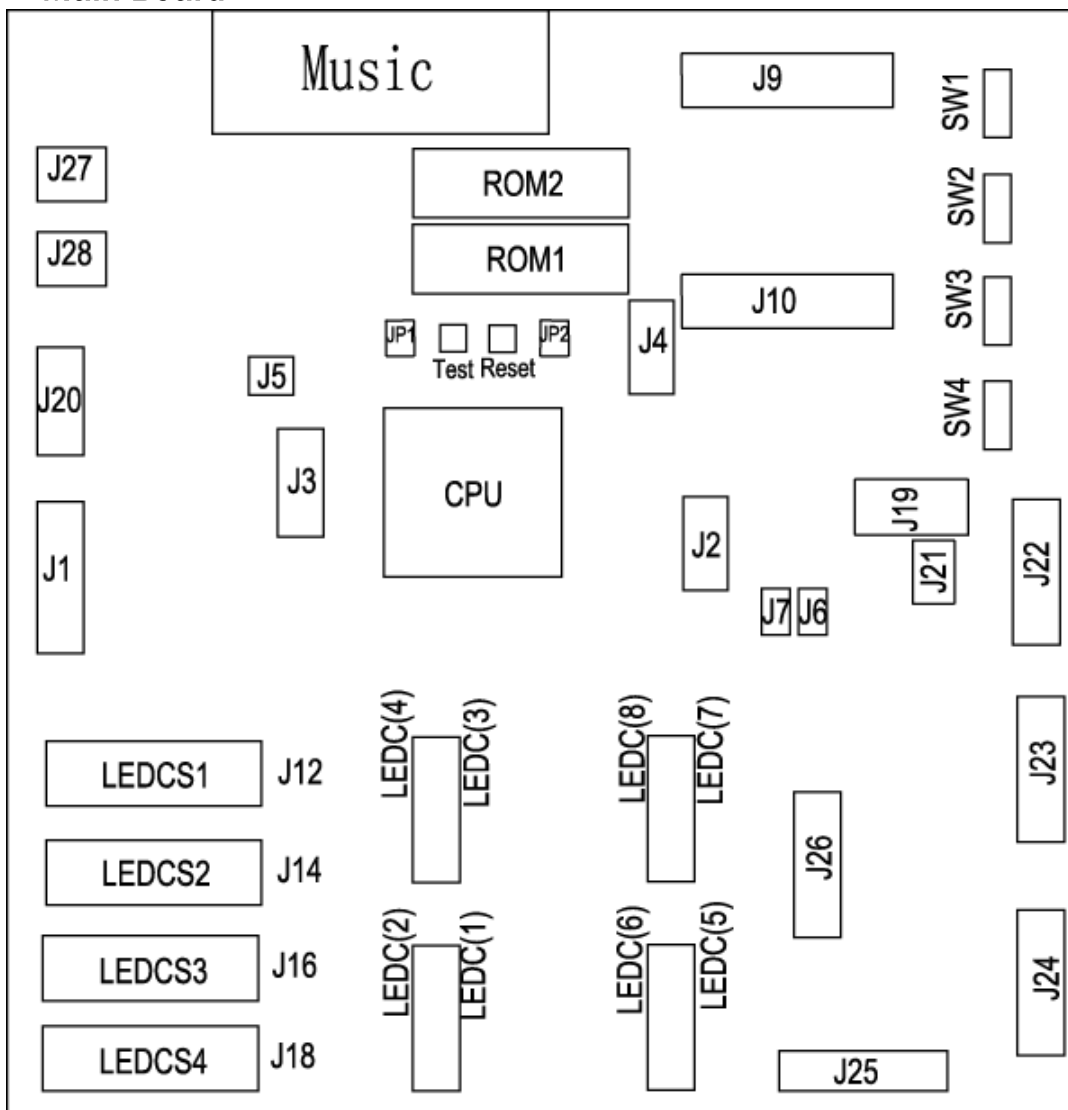 Main Board
Music
J9
SW1
J27
ROM2
SW2
J28
ROM1
J10
SW3
JP1
JP2
J4
Test Reset
J5
J20
SW4
J3
CPU
J19
J1
J2
J21
J22
J7
J6
LEDC(4)
LEDC(3)
LEDC(8)
LEDC(7)
J23
LEDCS1
J12
J26
LEDCS2
J14
LEDC(2)
LEDC(1)
LEDC(6)
LEDC(5)
LEDCS3
J16
J24
LEDCS4
J18
J25